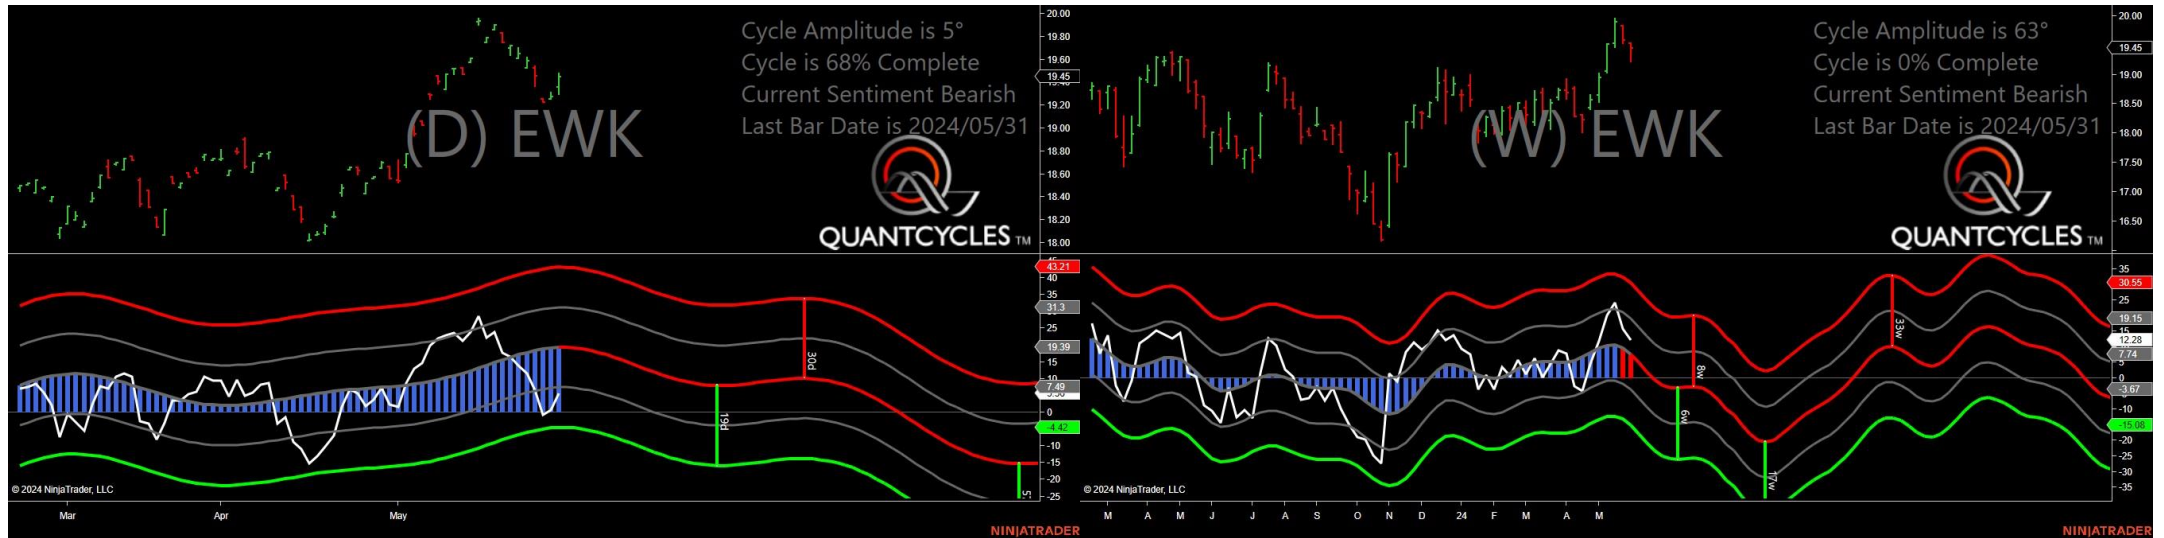 Cycle Amplitude is 5°
Cycle is 68% Complete
Current Sentiment Bearish
Last Bar Date is 2024/05/31
(D) EWK
QUANTCYCLES TM
20.00
19.80
19.60
19.45
19.20
19.00
18.80
18.60
18.40
18.20
18.00
43.21
40
35
31.3
25
19.39
15
10
7.49
0
-4.42
-10
-15
-20
-25
30d
19d
© 2024 NinjaTrader, LLC
Mar Apr May
NINJATRADER
Cycle Amplitude is 63°
Cycle is 0% Complete
Current Sentiment Bearish
Last Bar Date is 2024/05/31
(W) EWK
QUANTCYCLES TM
20.00
19.45
19.00
18.50
18.00
17.50
17.00
16.50
35
30.55
25
19.15
15
12.28
7.74
5
0
-3.67
-10
-15.08
-20
-25
-30
-35
8w
6w
17w
33w
© 2024 NinjaTrader, LLC
M A M J J A S O N D 24 F M A M
NINJATRADER